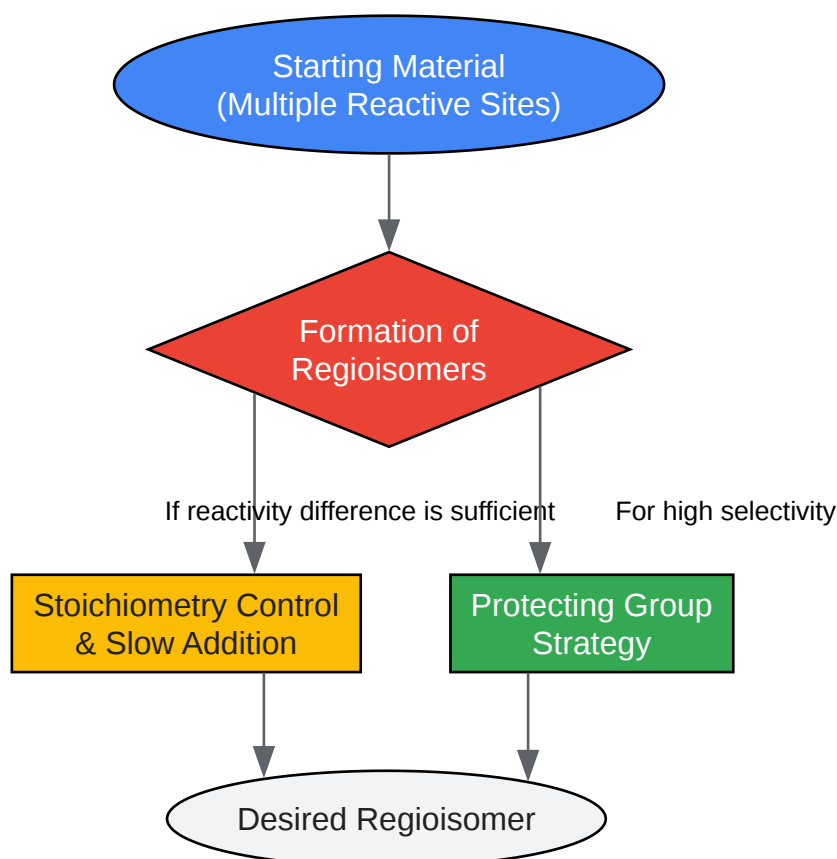 Starting Material
(Multiple Reactive Sites)
Formation of
Regioisomers
If reactivity difference is sufficient
For high selectivity
Stoichiometry Control
& Slow Addition
Protecting Group
Strategy
Desired Regioisomer